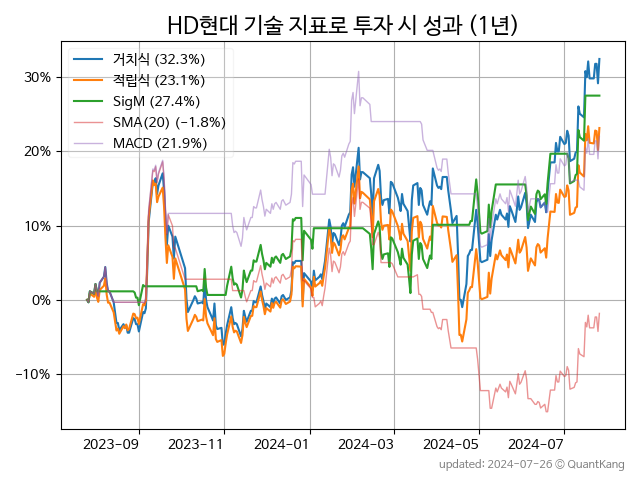 HD현대 기술 지표로 투자 시 성과 (1년)
거치식 (32.3%)
적립식 (23.1%)
SigM (27.4%)
SMA(20) (−1.8%)
MACD (21.9%)
30%
20%
10%
0%
−10%
2023−09 2023−11 2024−01 2024−03 2024−05 2024−07
updated: 2024−07−26 © QuantKang